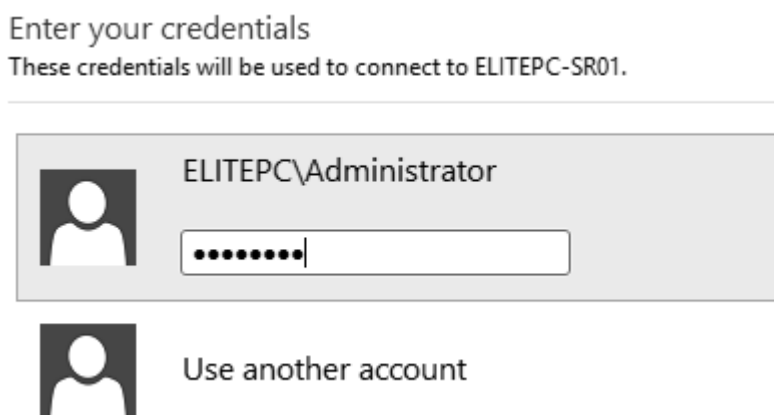 Enter your credentials
These credentials will be used to connect to ELITEPC-SR01.
ELITEPC\Administrator
••••••••
Use another account